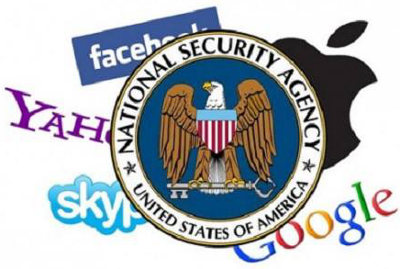 facebook
YAHO
NATIONAL SECURITY AGENCY
UNITED STATES OF AMERICA
skyp
Google